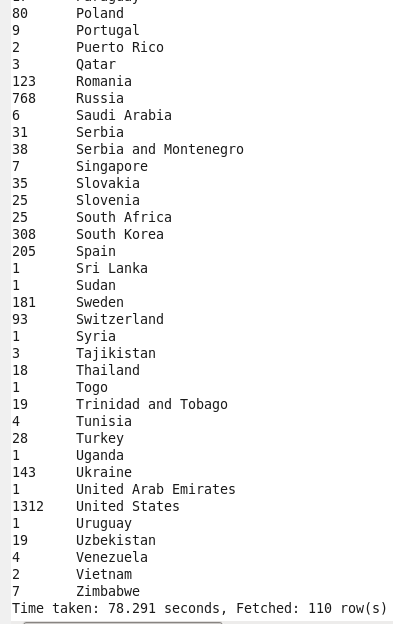 80 Poland
9 Portugal
2 Puerto Rico
3 Qatar
123 Romania
768 Russia
6 Saudi Arabia
31 Serbia
38 Serbia and Montenegro
7 Singapore
35 Slovakia
25 Slovenia
25 South Africa
308 South Korea
205 Spain
1 Sri Lanka
1 Sudan
181 Sweden
93 Switzerland
1 Syria
3 Tajikistan
18 Thailand
1 Togo
19 Trinidad and Tobago
4 Tunisia
28 Turkey
1 Uganda
143 Ukraine
1 United Arab Emirates
1312 United States
1 Uruguay
19 Uzbekistan
4 Venezuela
2 Vietnam
7 Zimbabwe
Time taken: 78.291 seconds, Fetched: 110 row(s)